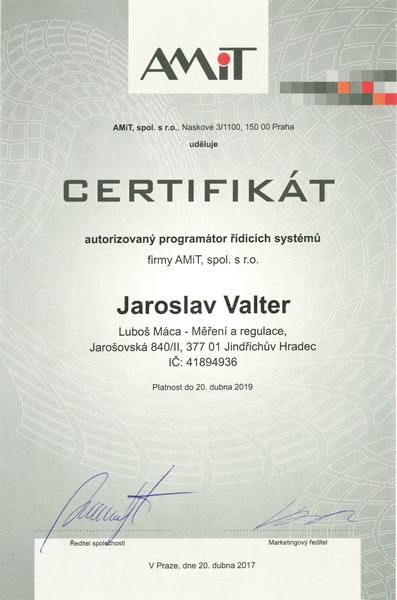 AMiT
AMiT, spol. s r.o., Naskové 3/1100, 150 00 Praha
uděluje
CERTIFIKÁT
autorizovaný programátor řídicích systémů
firmy AMiT, spol. s r.o.
Jaroslav Valter
Luboš Máca - Měření a regulace,
Jarošovská 840/II, 377 01 Jindřichův Hradec
IČ: 41894936
Platnost do 20. dubna 2019
Ředitel společnosti
Marketingový ředitel
V Praze, dne 20. dubna 2017